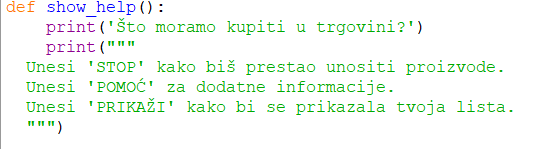 def show_help():
    print('Što moramo kupiti u trgovini?')
    print("""
  Unesi 'STOP' kako biš prestao unositi proizvode.
  Unesi 'POMOĆ' za dodatne informacije.
  Unesi 'PRIKAŽI' kako bi se prikazala tvoja lista.
  """)